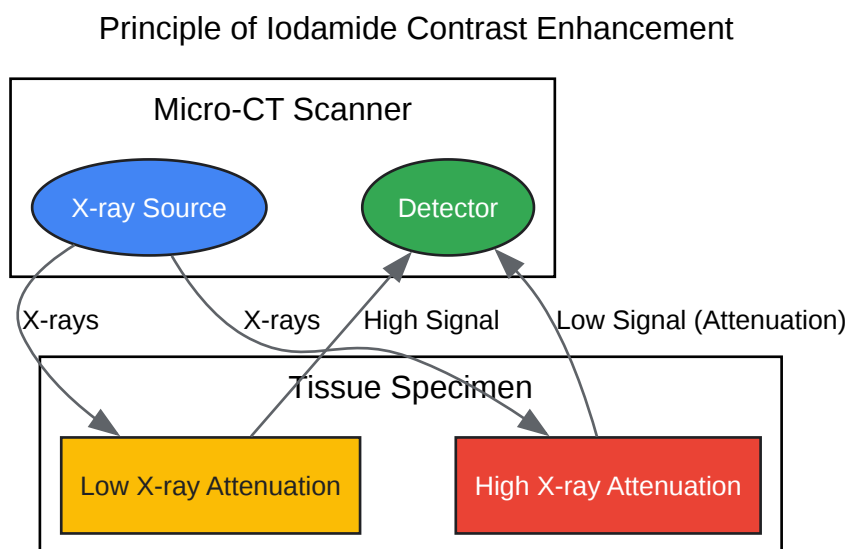 Principle of Iodamide Contrast Enhancement
Micro-CT Scanner
X-ray Source
Detector
X-rays
X-rays
High Signal
Low Signal (Attenuation)
Tissue Specimen
Low X-ray Attenuation
High X-ray Attenuation